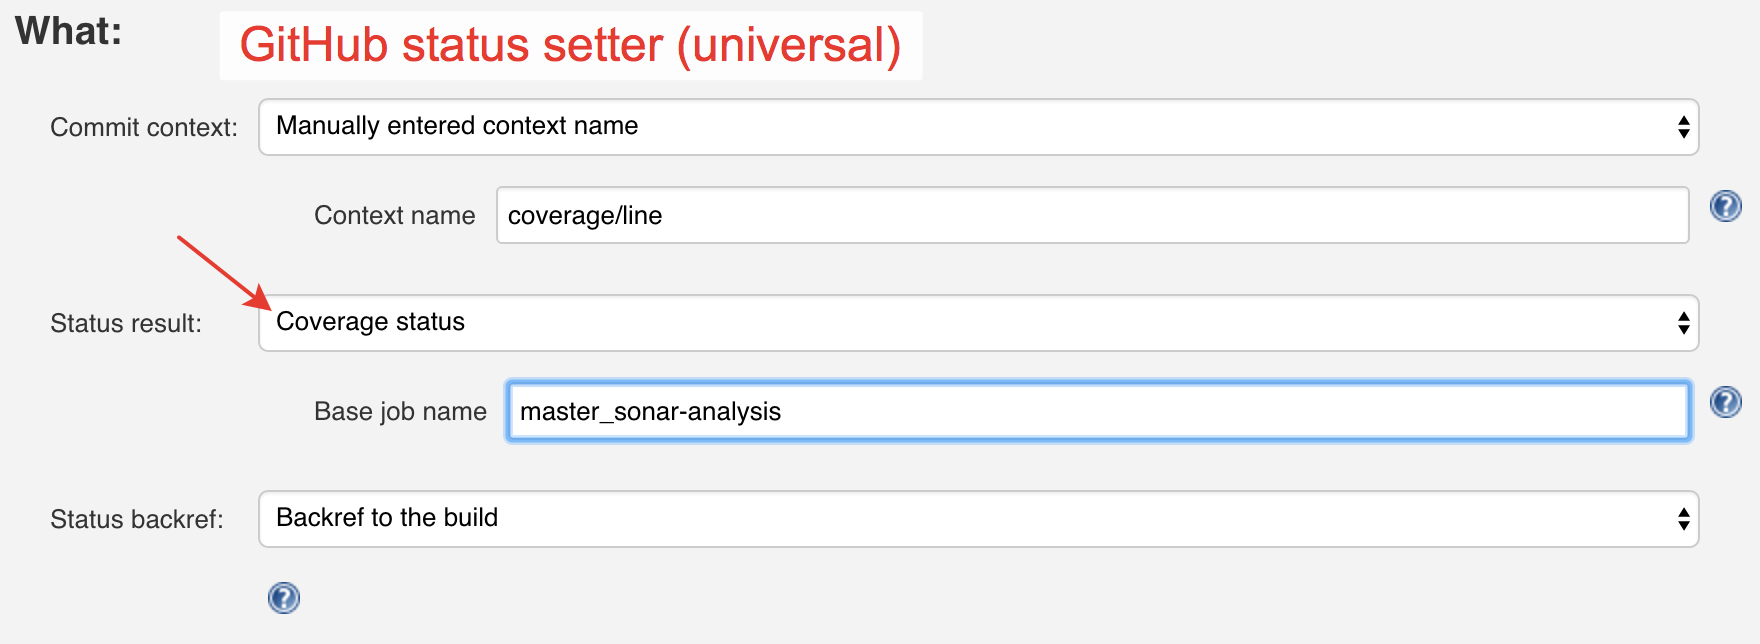 What:
GitHub status setter (universal)
Commit context: Manually entered context name
Context name coverage/line
Status result: Coverage status
Base job name master_sonar-analysis
Status backref: Backref to the build
?
?
?